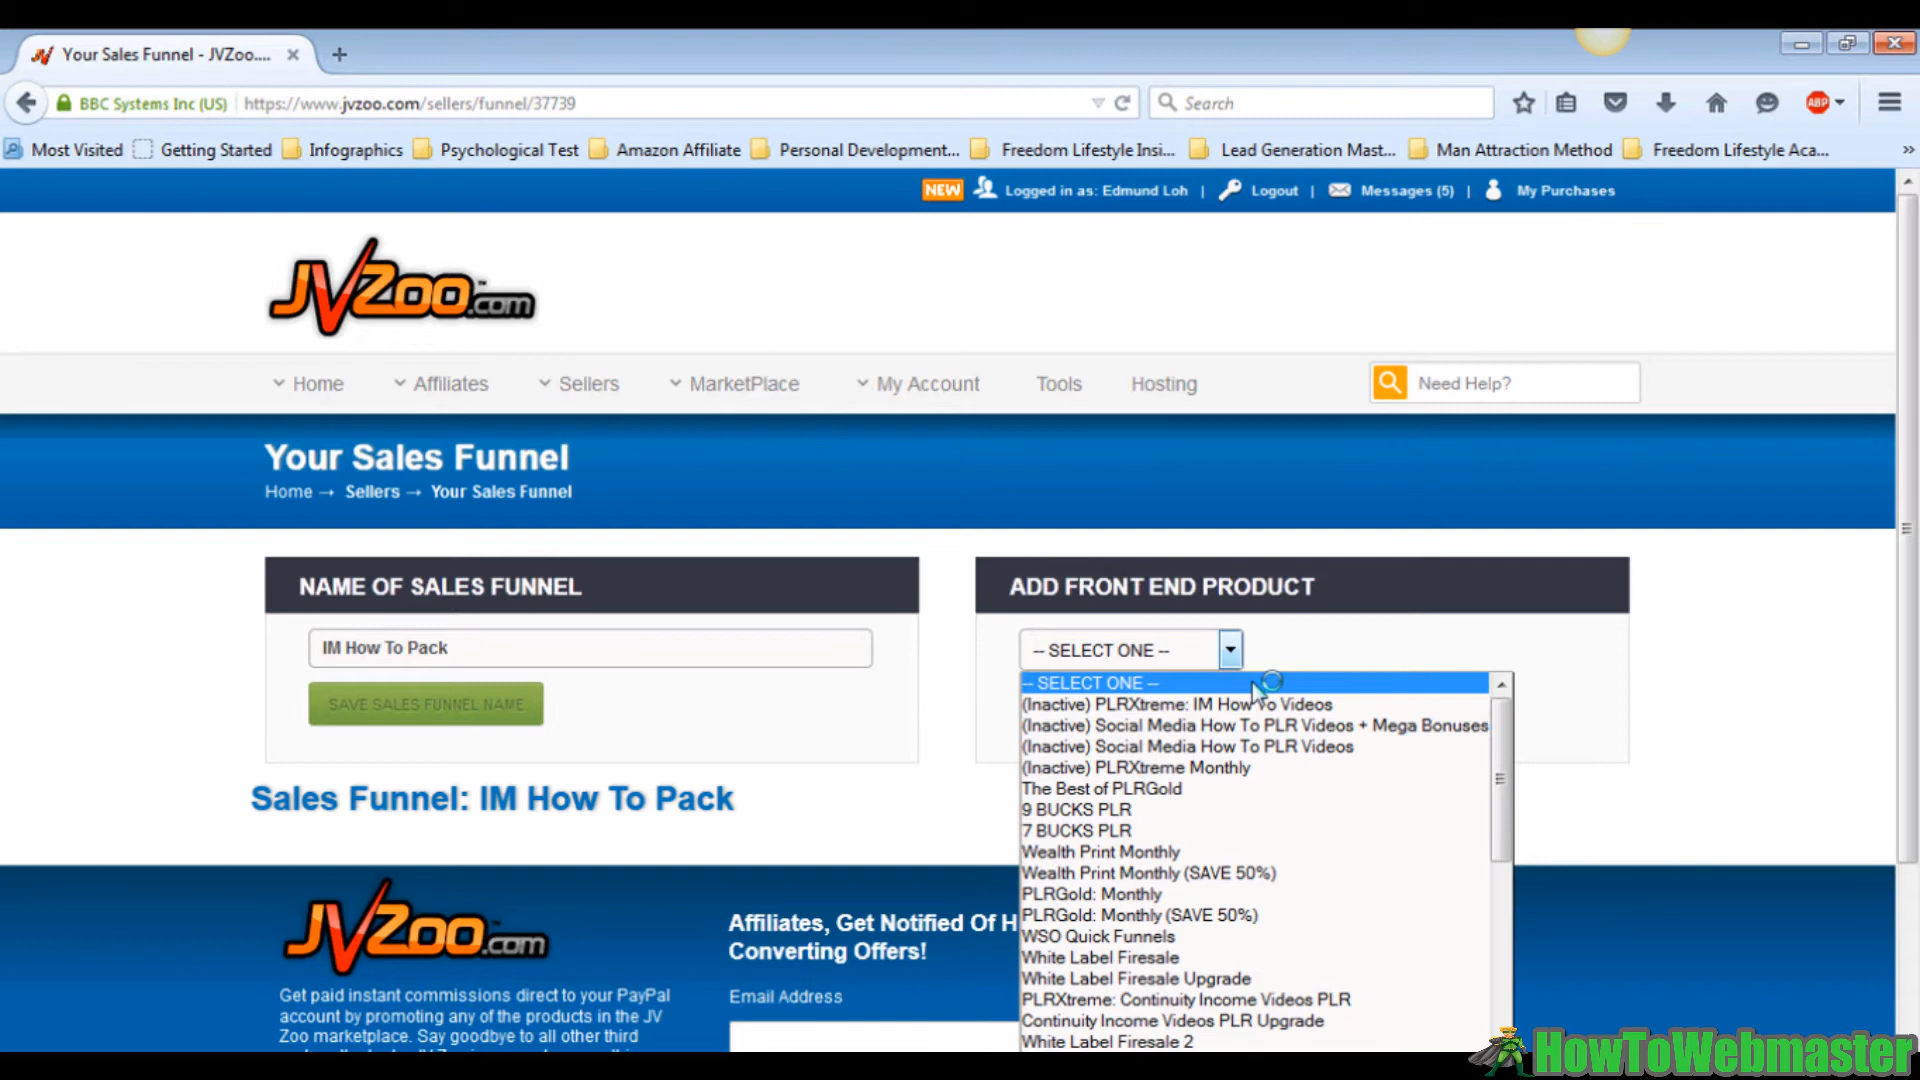 Your Sales Funnel - JVZoo....
BBC Systems Inc (US) https://www.jvzoo.com/sellers/funnel/37739 Search ABP
Most Visited Getting Started Infographics Psychological Test Amazon Affiliate Personal Development... Freedom Lifestyle Insi... Lead Generation Mast... Man Attraction Method Freedom Lifestyle Aca... »
NEW Logged in as: Edmund Loh | Logout | Messages (5) | My Purchases
JVZoo.com™
Home Affiliates Sellers MarketPlace My Account Tools Hosting Need Help?
Your Sales Funnel
Home → Sellers → Your Sales Funnel
NAME OF SALES FUNNEL
IM How To Pack
SAVE SALES FUNNEL NAME
ADD FRONT END PRODUCT
-- SELECT ONE --
-- SELECT ONE --
(Inactive) PLRXtreme: IM How To Videos
(Inactive) Social Media How To PLR Videos + Mega Bonuses
(Inactive) Social Media How To PLR Videos
(Inactive) PLRXtreme Monthly
The Best of PLRGold
9 BUCKS PLR
7 BUCKS PLR
Wealth Print Monthly
Wealth Print Monthly (SAVE 50%)
PLRGold: Monthly
PLRGold: Monthly (SAVE 50%)
WSO Quick Funnels
White Label Firesale
White Label Firesale Upgrade
PLRXtreme: Continuity Income Videos PLR
Continuity Income Videos PLR Upgrade
White Label Firesale 2
Sales Funnel: IM How To Pack
JVZoo.com
Get paid instant commissions direct to your PayPal
account by promoting any of the products in the JV
Zoo marketplace. Say goodbye to all other third
Affiliates, Get Notified Of H
Converting Offers!
Email Address
HowToWebmaster